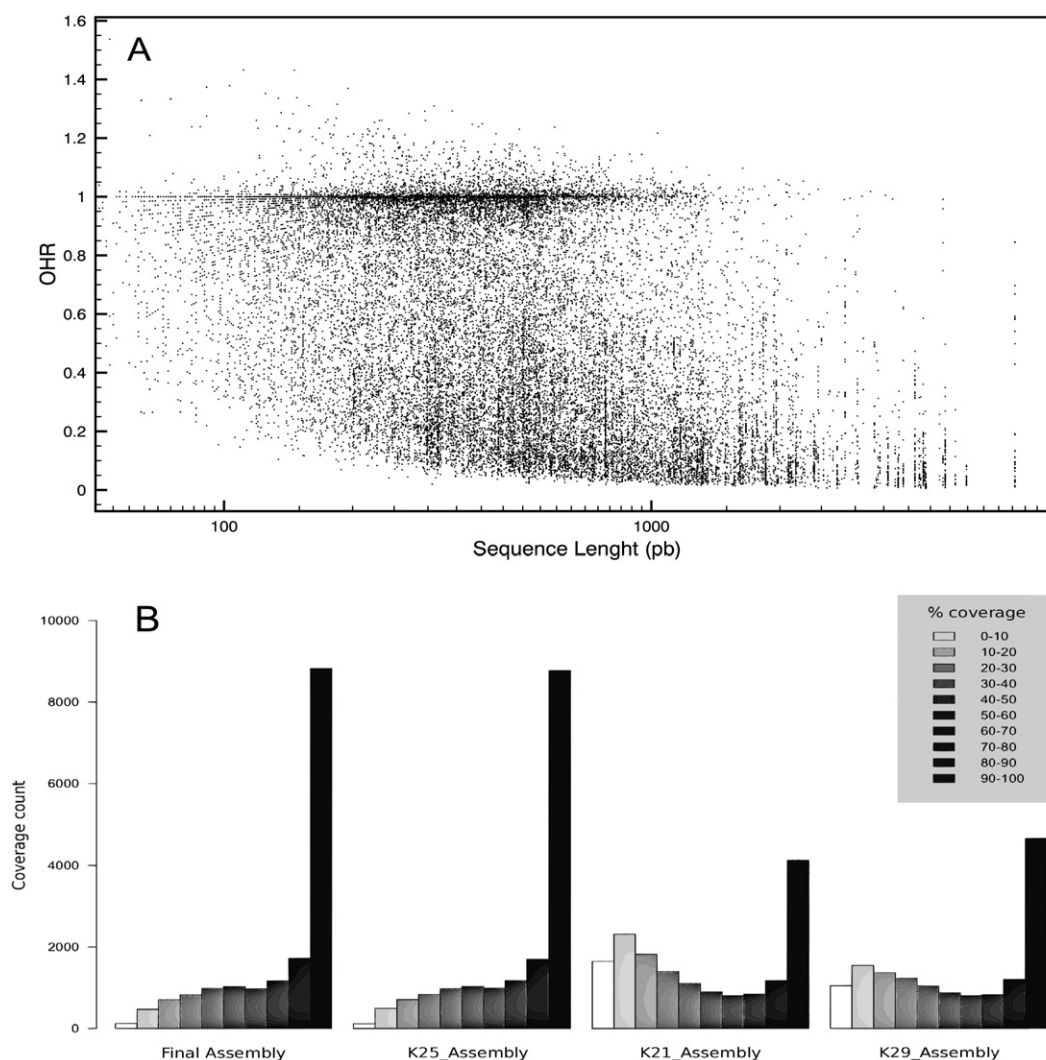 A
1.6
1.4
1.2
1
0.8
0.6
0.4
0.2
0
OHR
100
1000
Sequence Lenght (pb)
B
10000
8000
6000
4000
2000
0
Coverage count
% coverage
0-10
10-20
20-30
30-40
40-50
50-60
60-70
70-80
80-90
90-100
Final Assembly
K25_Assembly
K21_Assembly
K29_Assembly